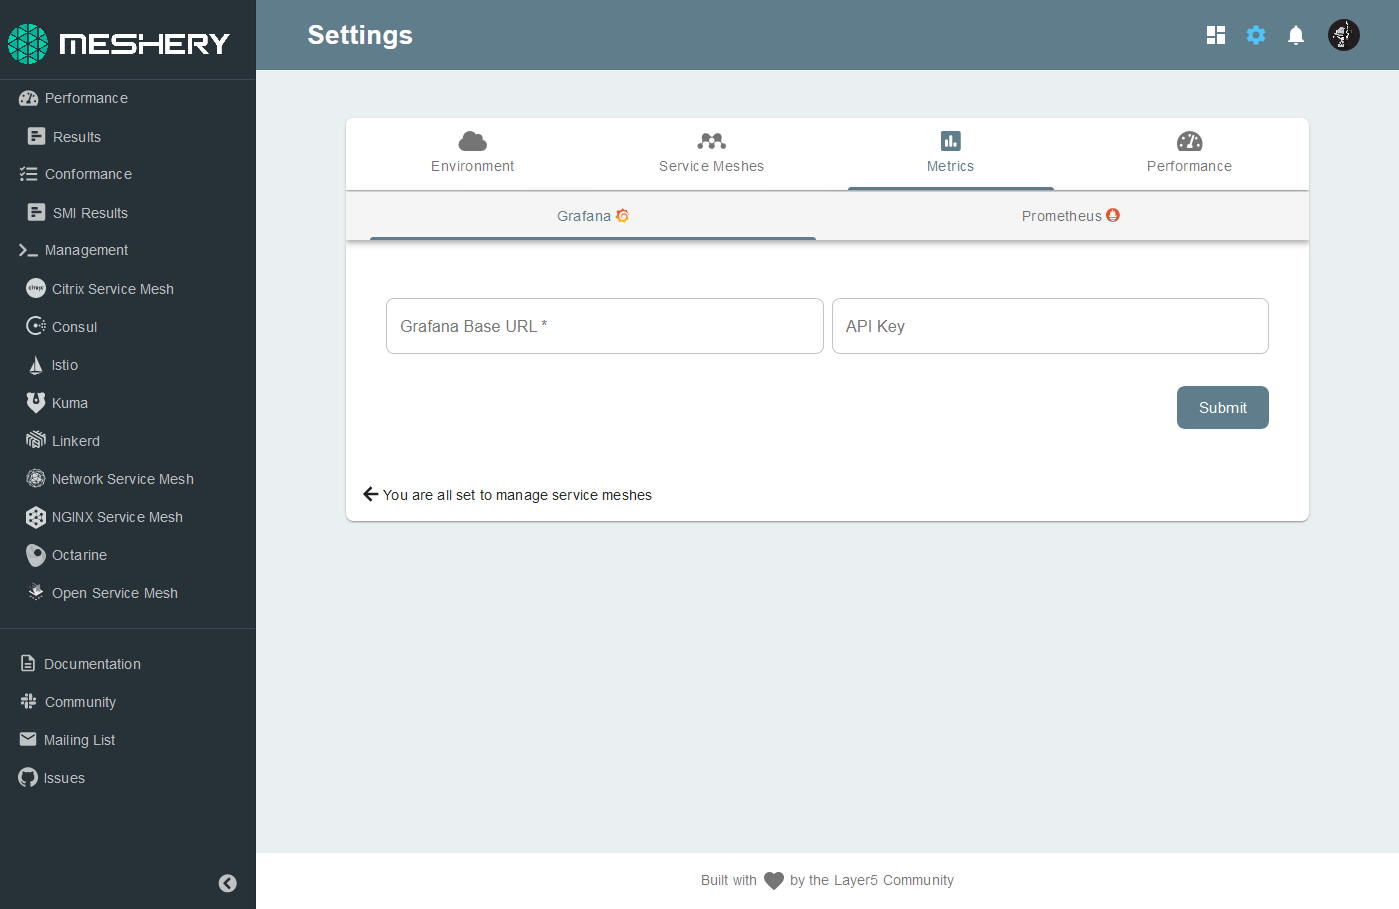 MESHERY
Performance
Results
Conformance
SMI Results
Management
Citrix Service Mesh
Consul
Istio
Kuma
Linkerd
Network Service Mesh
NGINX Service Mesh
Octarine
Open Service Mesh
Documentation
Community
Mailing List
Issues
Settings
Environment
Service Meshes
Metrics
Performance
Grafana
Prometheus
Grafana Base URL *
API Key
Submit
You are all set to manage service meshes
Built with by the Layer5 Community